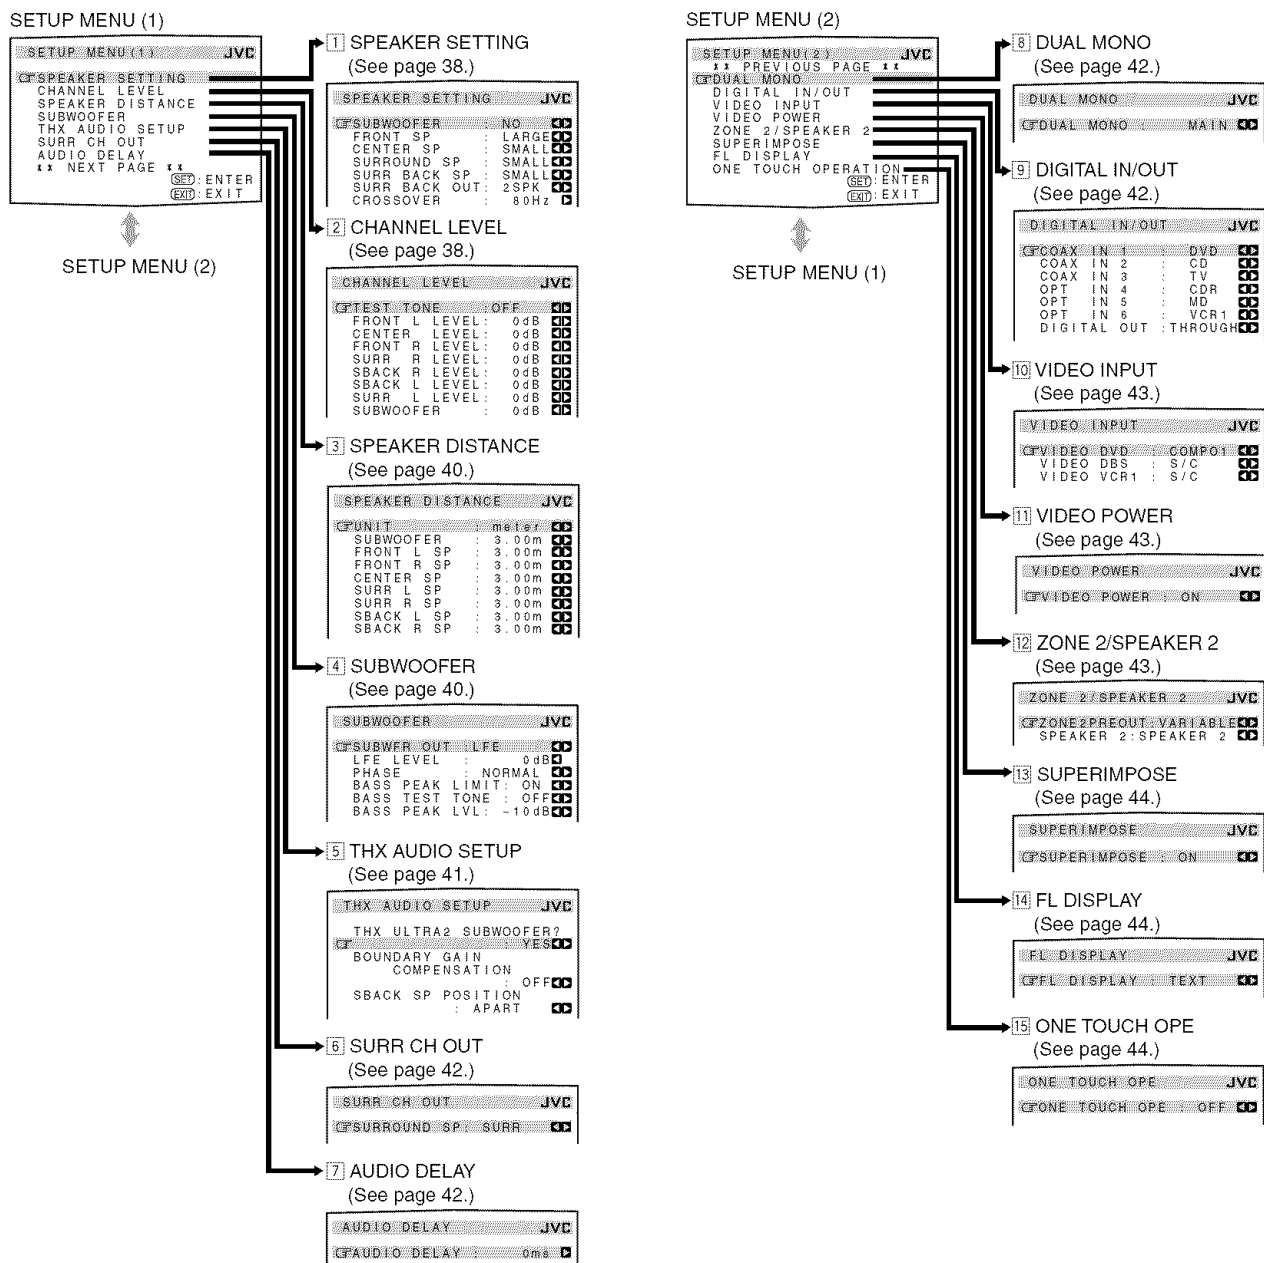 SETUP MENU (1)
SETUP MENU(1) JVC
SPEAKER SETTING
CHANNEL LEVEL
SPEAKER DISTANCE
SUBWOOFER
THX AUDIO SETUP
SURR CH OUT
AUDIO DELAY
** NEXT PAGE **
SET : ENTER
EXIT : EXIT
SETUP MENU (2)
1 SPEAKER SETTING
(See page 38.)
SPEAKER SETTING JVC
SUBWOOFER : NO
FRONT SP : LARGE
CENTER SP : SMALL
SURROUND SP : SMALL
SURR BACK SP : SMALL
SURR BACK OUT: 2SPK
CROSSOVER : 80Hz
2 CHANNEL LEVEL
(See page 38.)
CHANNEL LEVEL JVC
TEST TONE :OFF
FRONT L LEVEL: 0dB
CENTER LEVEL: 0dB
FRONT R LEVEL: 0dB
SURR R LEVEL: 0dB
SBACK R LEVEL: 0dB
SBACK L LEVEL: 0dB
SURR L LEVEL: 0dB
SUBWOOFER : 0dB
3 SPEAKER DISTANCE
(See page 40.)
SPEAKER DISTANCE JVC
UNIT : meter
SUBWOOFER : 3.00m
FRONT L SP : 3.00m
FRONT R SP : 3.00m
CENTER SP : 3.00m
SURR L SP : 3.00m
SURR R SP : 3.00m
SBACK L SP : 3.00m
SBACK R SP : 3.00m
4 SUBWOOFER
(See page 40.)
SUBWOOFER JVC
SUBWFR OUT :LFE
LFE LEVEL : 0dB
PHASE : NORMAL
BASS PEAK LIMIT: ON
BASS TEST TONE : OFF
BASS PEAK LVL: -10dB
5 THX AUDIO SETUP
(See page 41.)
THX AUDIO SETUP JVC
THX ULTRA2 SUBWOOFER?
: YES
BOUNDARY GAIN
COMPENSATION
: OFF
SBACK SP POSITION
: APART
6 SURR CH OUT
(See page 42.)
SURR CH OUT JVC
SURROUND SP: SURR
7 AUDIO DELAY
(See page 42.)
AUDIO DELAY JVC
AUDIO DELAY : 0ms
SETUP MENU (2)
SETUP MENU(2) JVC
** PREVIOUS PAGE **
DUAL MONO
DIGITAL IN/OUT
VIDEO INPUT
VIDEO POWER
ZONE 2/SPEAKER 2
SUPERIMPOSE
FL DISPLAY
ONE TOUCH OPERATION
SET : ENTER
EXIT : EXIT
SETUP MENU (1)
8 DUAL MONO
(See page 42.)
DUAL MONO JVC
DUAL MONO : MAIN
9 DIGITAL IN/OUT
(See page 42.)
DIGITAL IN/OUT JVC
COAX IN 1 : DVD
COAX IN 2 : CD
COAX IN 3 : TV
OPT IN 4 : CDR
OPT IN 5 : MD
OPT IN 6 : VCR1
DIGITAL OUT :THROUGH
10 VIDEO INPUT
(See page 43.)
VIDEO INPUT JVC
VIDEO DVD : COMPO1
VIDEO DBS : S/C
VIDEO VCR1 : S/C
11 VIDEO POWER
(See page 43.)
VIDEO POWER JVC
VIDEO POWER : ON
12 ZONE 2/SPEAKER 2
(See page 43.)
ZONE 2/SPEAKER 2 JVC
ZONE2PREOUT:VARIABLE
SPEAKER 2:SPEAKER 2
13 SUPERIMPOSE
(See page 44.)
SUPERIMPOSE JVC
SUPERIMPOSE : ON
14 FL DISPLAY
(See page 44.)
FL DISPLAY JVC
FL DISPLAY : TEXT
15 ONE TOUCH OPE
(See page 44.)
ONE TOUCH OPE JVC
ONE TOUCH OPE : OFF